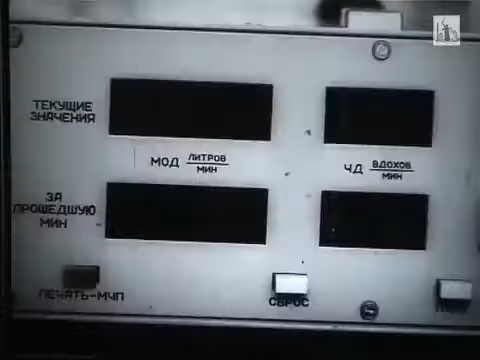 ТЕКУЩИЕ
ЗНАЧЕНИЯ
МОД ЛИТРОВ
МИН
ЧД ВДОХОВ
МИН
ЗА
ПРОШЕДШУЮ
МИН
ПЕЧАТЬ-МЧП
СБРОС